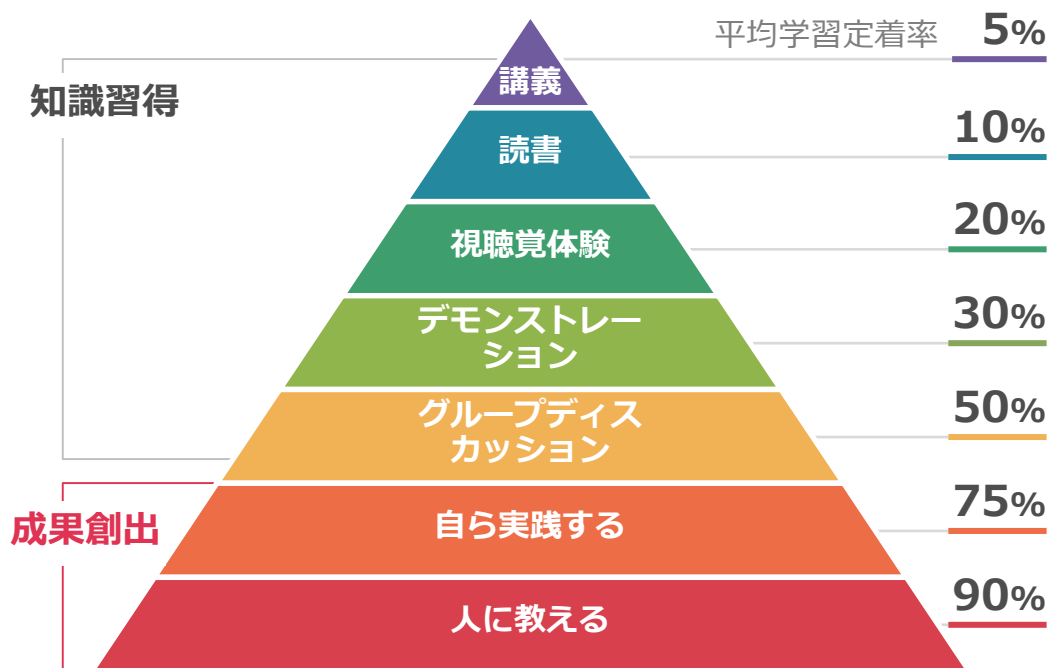 平均学習定着率 5%
講義
知識習得
読書 10%
視聴覚体験 20%
デモンストレー
ション
30%
グループディス
カッション
50%
成果創出
自ら実践する 75%
人に教える 90%